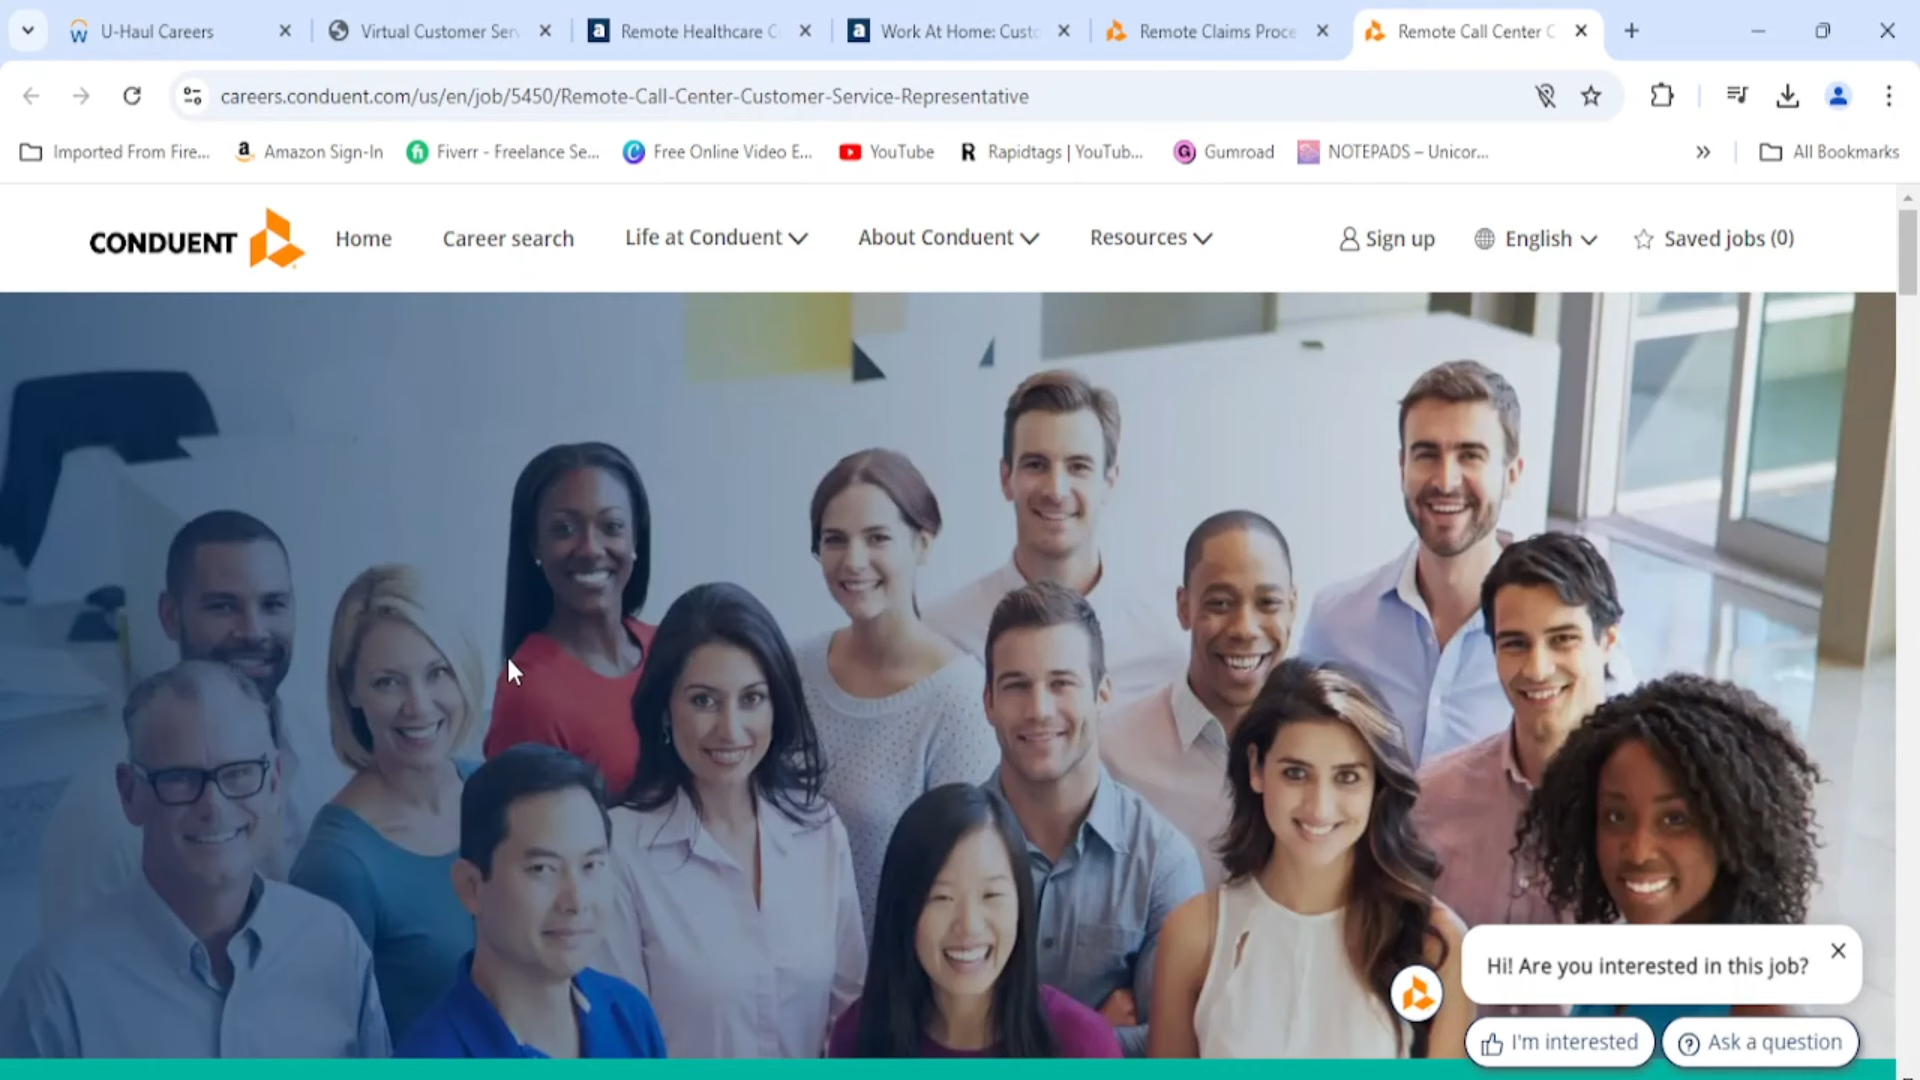 U-Haul Careers
Virtual Customer Serv
Remote Healthcare C
Work At Home: Custo
Remote Claims Proce
Remote Call Center C
careers.conduent.com/us/en/job/5450/Remote-Call-Center-Customer-Service-Representative
Imported From Fire...
Amazon Sign-In
Fiverr - Freelance Se...
Free Online Video E...
YouTube
Rapidtags | YouTub...
Gumroad
NOTEPADS – Unicor...
All Bookmarks
CONDUENT
Home
Career search
Life at Conduent
About Conduent
Resources
Sign up
English
Saved jobs (0)
Hi! Are you interested in this job?
I'm interested
Ask a question